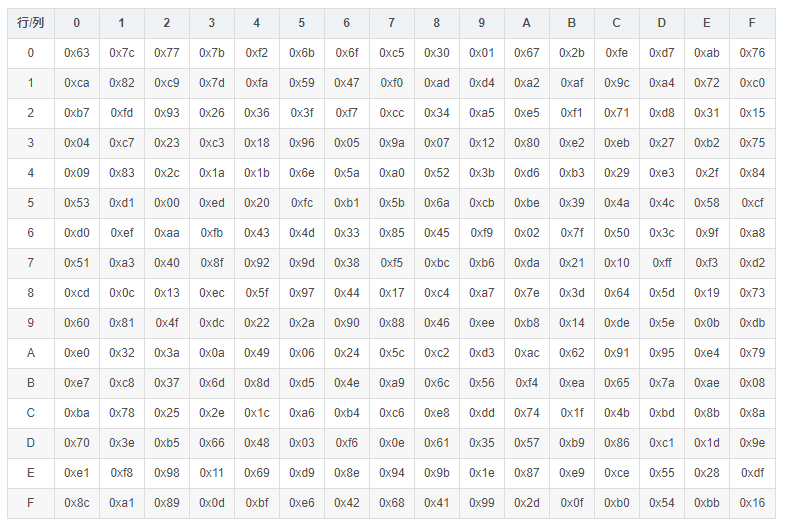 行/列 0 1 2 3 4 5 6 7 8 9 A B C D E F
0 0x63 0x7c 0x77 0x7b 0xf2 0x6b 0x6f 0xc5 0x30 0x01 0x67 0x2b 0xfe 0xd7 0xab 0x76
1 0xca 0x82 0xc9 0x7d 0xfa 0x59 0x47 0xf0 0xad 0xd4 0xa2 0xaf 0x9c 0xa4 0x72 0xc0
2 0xb7 0xfd 0x93 0x26 0x36 0x3f 0xf7 0xcc 0x34 0xa5 0xe5 0xf1 0x71 0xd8 0x31 0x15
3 0x04 0xc7 0x23 0xc3 0x18 0x96 0x05 0x9a 0x07 0x12 0x80 0xe2 0xeb 0x27 0xb2 0x75
4 0x09 0x83 0x2c 0x1a 0x1b 0x6e 0x5a 0xa0 0x52 0x3b 0xd6 0xb3 0x29 0xe3 0x2f 0x84
5 0x53 0xd1 0x00 0xed 0x20 0xfc 0xb1 0x5b 0x6a 0xcb 0xbe 0x39 0x4a 0x4c 0x58 0xcf
6 0xd0 0xef 0xaa 0xfb 0x43 0x4d 0x33 0x85 0x45 0xf9 0x02 0x7f 0x50 0x3c 0x9f 0xa8
7 0x51 0xa3 0x40 0x8f 0x92 0x9d 0x38 0xf5 0xbc 0xb6 0xda 0x21 0x10 0xff 0xf3 0xd2
8 0xcd 0x0c 0x13 0xec 0x5f 0x97 0x44 0x17 0xc4 0xa7 0x7e 0x3d 0x64 0x5d 0x19 0x73
9 0x60 0x81 0x4f 0xdc 0x22 0x2a 0x90 0x88 0x46 0xee 0xb8 0x14 0xde 0x5e 0x0b 0xdb
A 0xe0 0x32 0x3a 0x0a 0x49 0x06 0x24 0x5c 0xc2 0xd3 0xac 0x62 0x91 0x95 0xe4 0x79
B 0xe7 0xc8 0x37 0x6d 0x8d 0xd5 0x4e 0xa9 0x6c 0x56 0xf4 0xea 0x65 0x7a 0xae 0x08
C 0xba 0x78 0x25 0x2e 0x1c 0xa6 0xb4 0xc6 0xe8 0xdd 0x74 0x1f 0x4b 0xbd 0x8b 0x8a
D 0x70 0x3e 0xb5 0x66 0x48 0x03 0xf6 0x0e 0x61 0x35 0x57 0xb9 0x86 0xc1 0x1d 0x9e
E 0xe1 0xf8 0x98 0x11 0x69 0xd9 0x8e 0x94 0x9b 0x1e 0x87 0xe9 0xce 0x55 0x28 0xdf
F 0x8c 0xa1 0x89 0x0d 0xbf 0xe6 0x42 0x68 0x41 0x99 0x2d 0x0f 0xb0 0x54 0xbb 0x16